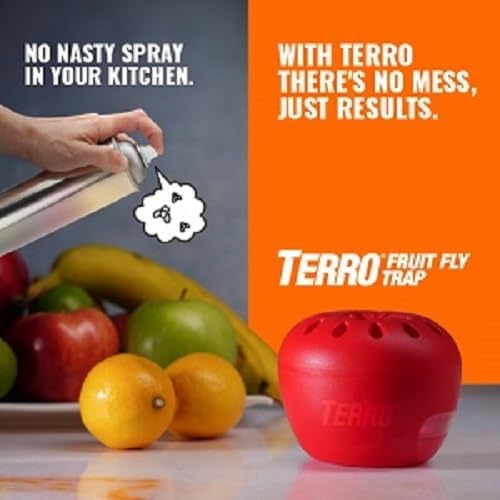 NO NASTY SPRAY
IN YOUR KITCHEN.
WITH TERRO
THERE'S NO MESS,
JUST RESULTS.
TERRO® FRUIT FLY
TRAP
TERRO